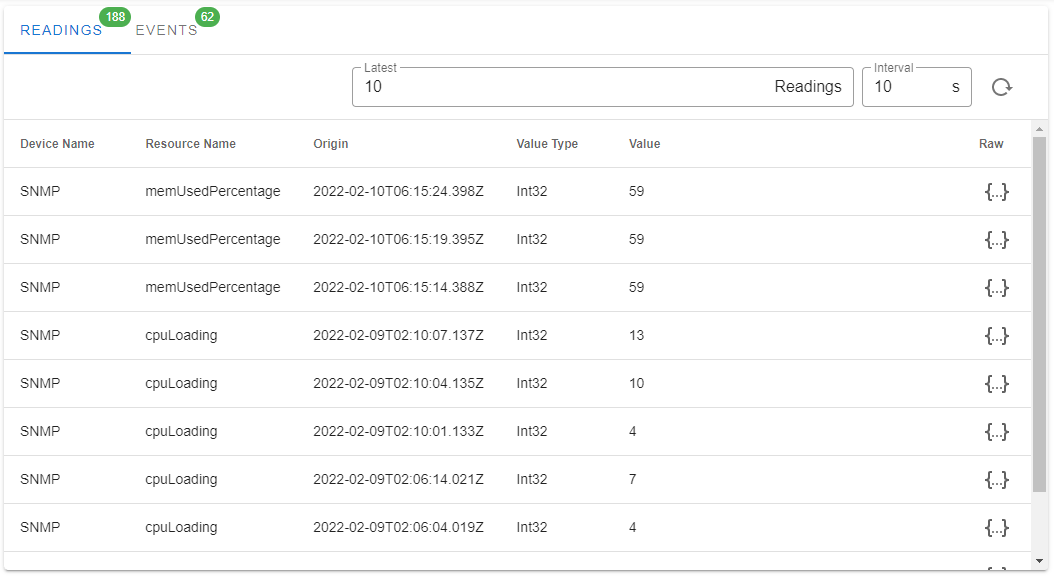 READINGS 188 EVENTS 62
Latest Interval
10 Readings 10 s
Device Name Resource Name Origin Value Type Value Raw
SNMP memUsedPercentage 2022-02-10T06:15:24.398Z Int32 59 {...}
SNMP memUsedPercentage 2022-02-10T06:15:19.395Z Int32 59 {...}
SNMP memUsedPercentage 2022-02-10T06:15:14.388Z Int32 59 {...}
SNMP cpuLoading 2022-02-09T02:10:07.137Z Int32 13 {...}
SNMP cpuLoading 2022-02-09T02:10:04.135Z Int32 10 {...}
SNMP cpuLoading 2022-02-09T02:10:01.133Z Int32 4 {...}
SNMP cpuLoading 2022-02-09T02:06:14.021Z Int32 7 {...}
SNMP cpuLoading 2022-02-09T02:06:04.019Z Int32 4 {...}